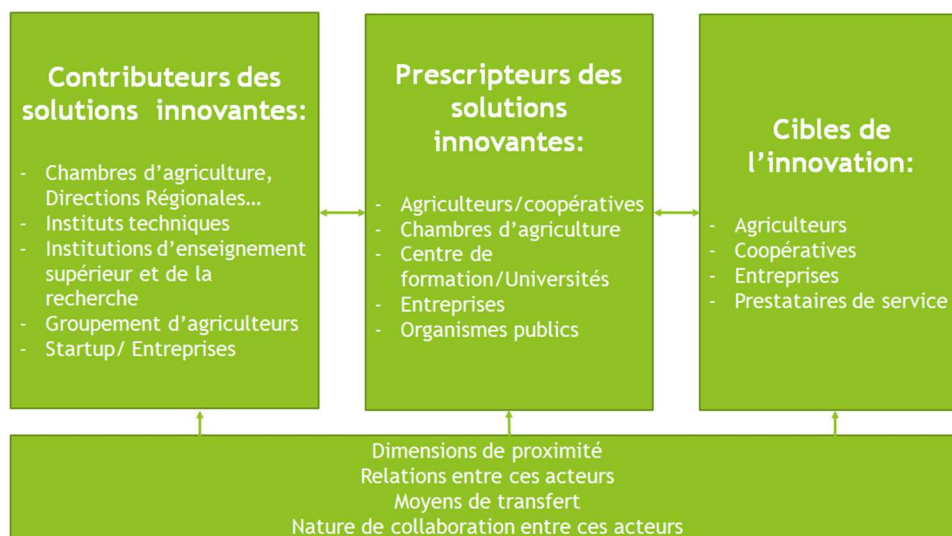 Contributeurs des
solutions innovantes:
- Chambres d'agriculture,
Directions Régionales…
- Instituts techniques
- Institutions d'enseignement
supérieur et de la
recherche
- Groupement d'agriculteurs
- Startup/ Entreprises
Prescripteurs des
solutions
innovantes:
- Agriculteurs/coopératives
- Chambres d'agriculture
- Centre de
formation/Universités
- Entreprises
- Organismes publics
Cibles de
l'innovation:
- Agriculteurs
- Coopératives
- Entreprises
- Prestataires de service
Dimensions de proximité
Relations entre ces acteurs
Moyens de transfert
Nature de collaboration entre ces acteurs